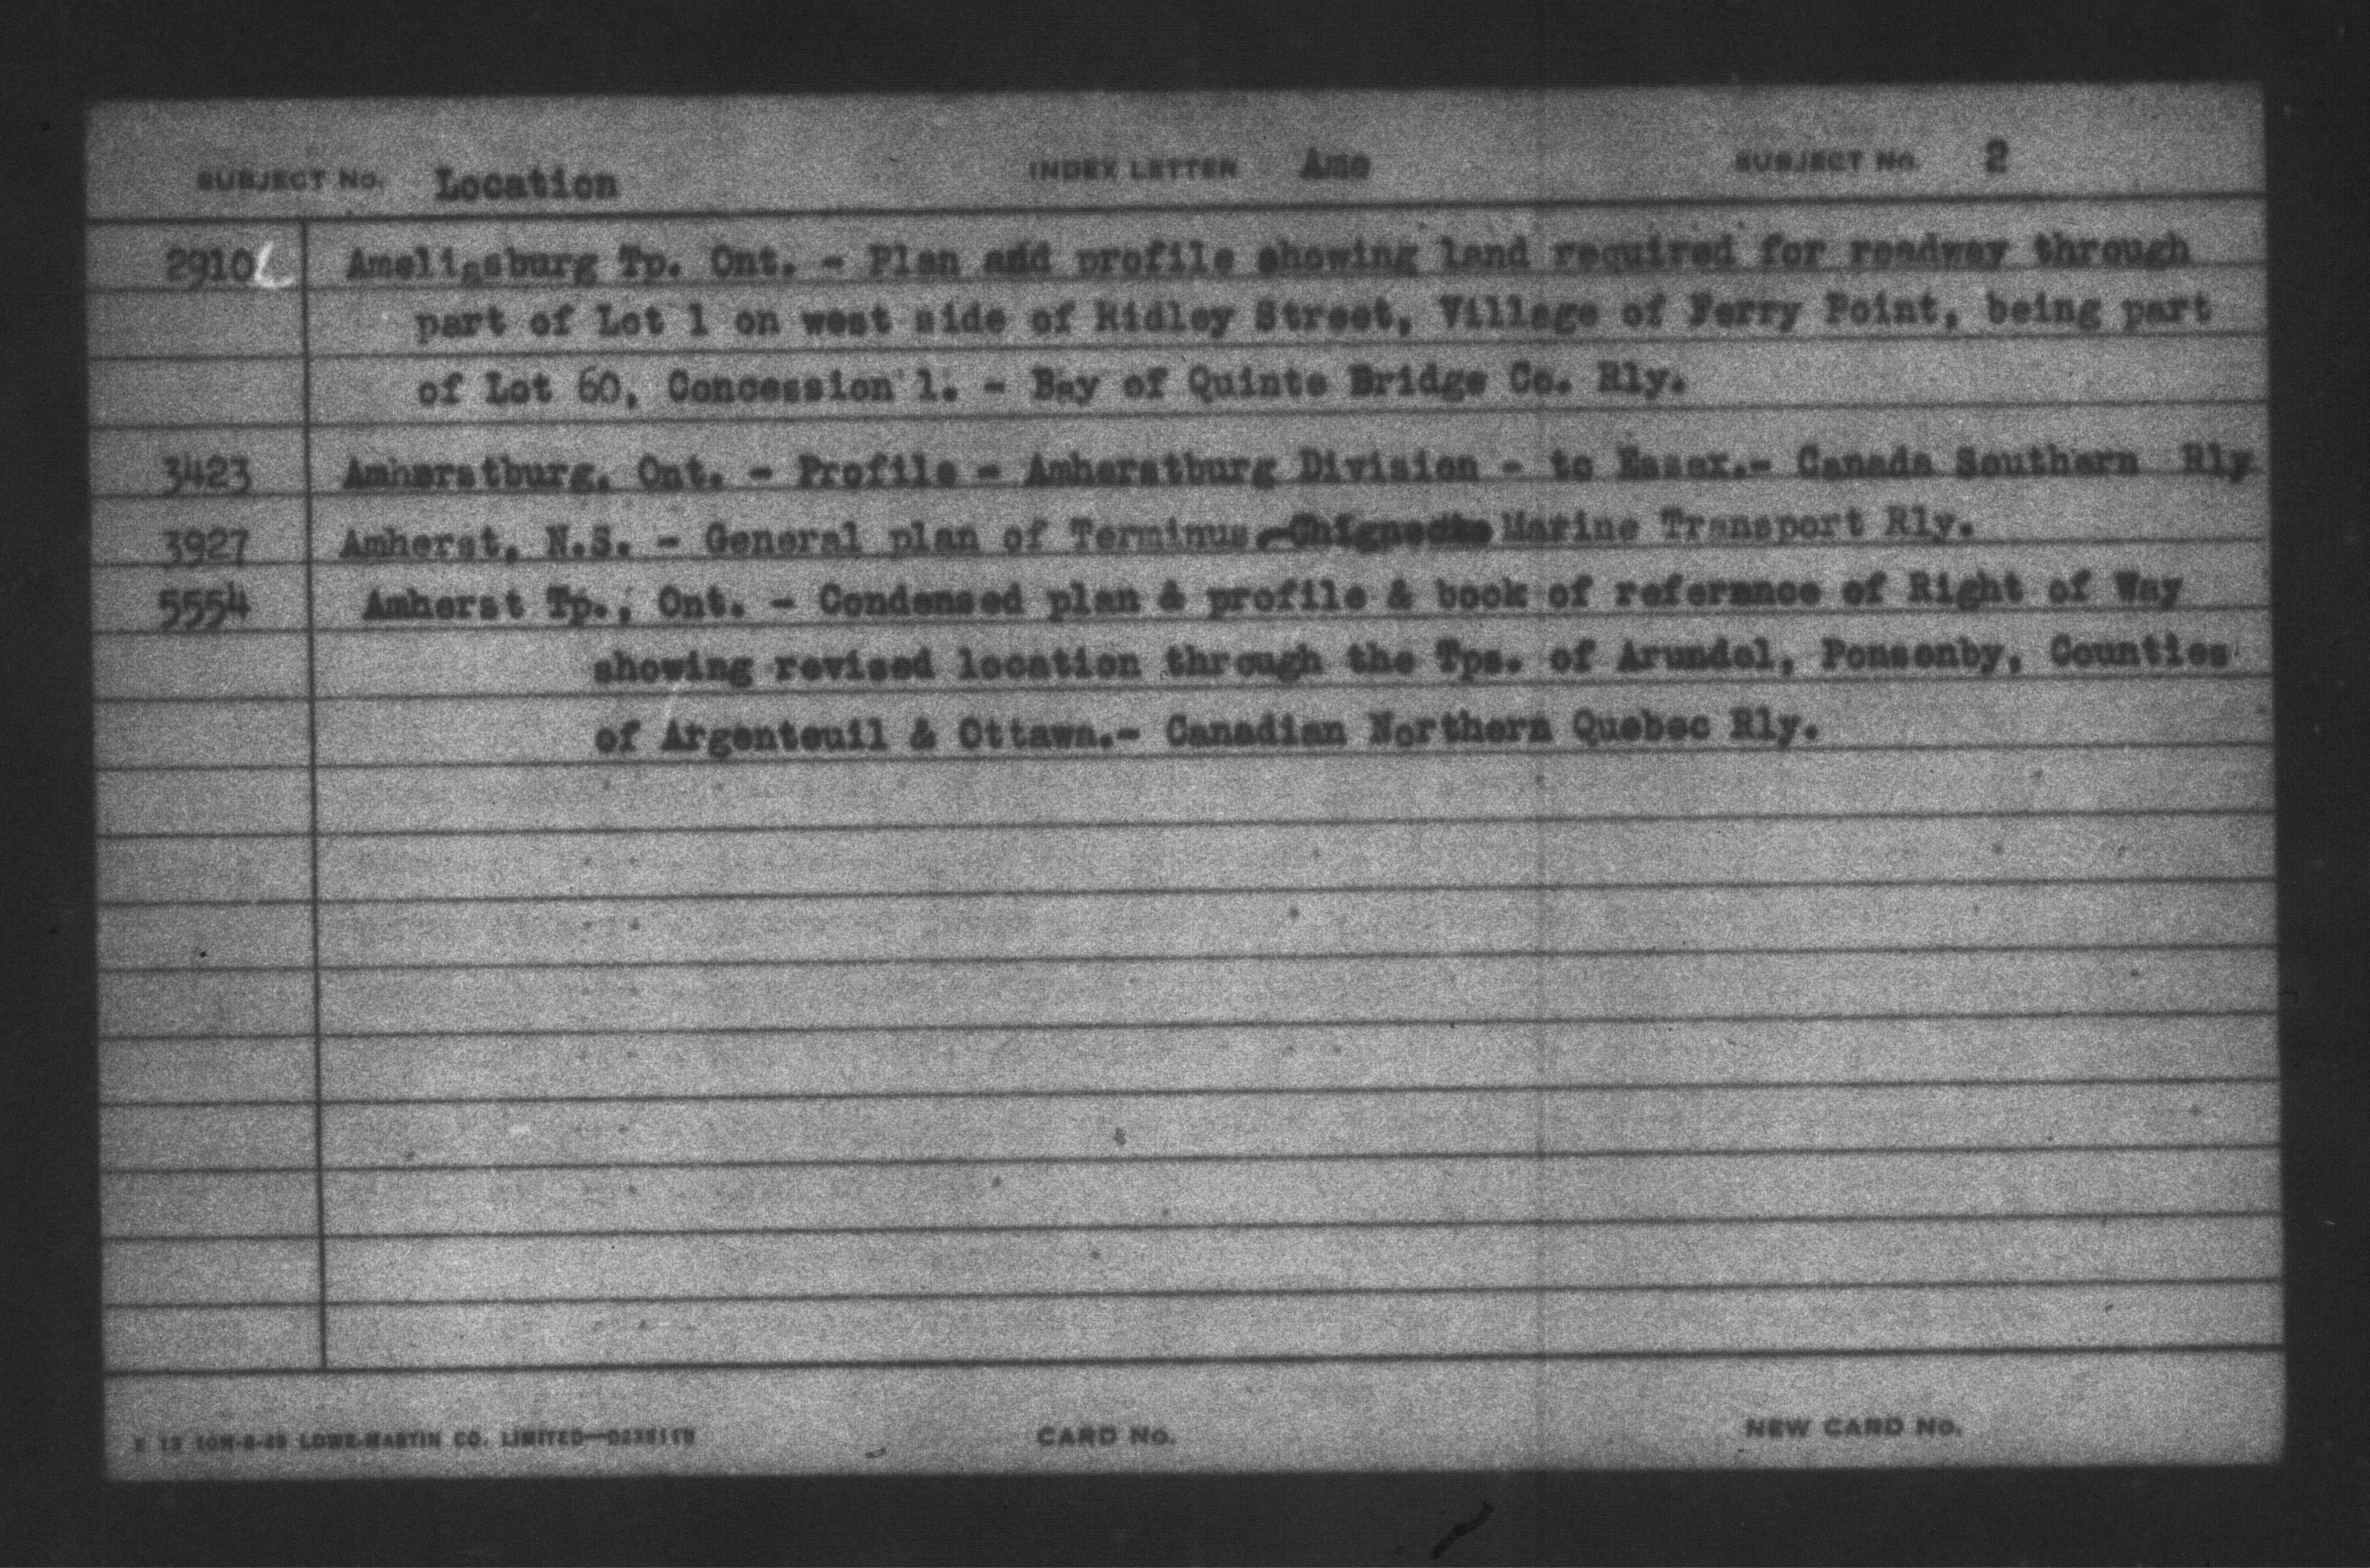 SUBJECT No. Location INDEX LETTER Ame SUBJECT No. 2
2910 Ameliasburg Tp. Ont. - Plan and profile showing land required for roadway through
part of Lot 1 on west side of Ridley Street, Village of Ferry Point, being part
of Lot 60, Concession 1. - Bay of Quinte Bridge Co. Rly.
3423 Amherstburg, Ont. - Profile - Amherstburg Division - to Essex.- Canada Southern Rly
3927 Amherst, N.S. - General plan of Terminus - Chignecto Marine Transport Rly.
5554 Amherst Tp., Ont. - Condensed plan & profile & book of reference of Right of Way
showing revised location through the Tps. of Arundel, Ponsonby, Counties
of Argenteuil & Ottawa.- Canadian Northern Quebec Rly.
LOWE-MARTIN CO. LIMITED CARD No. NEW CARD No.